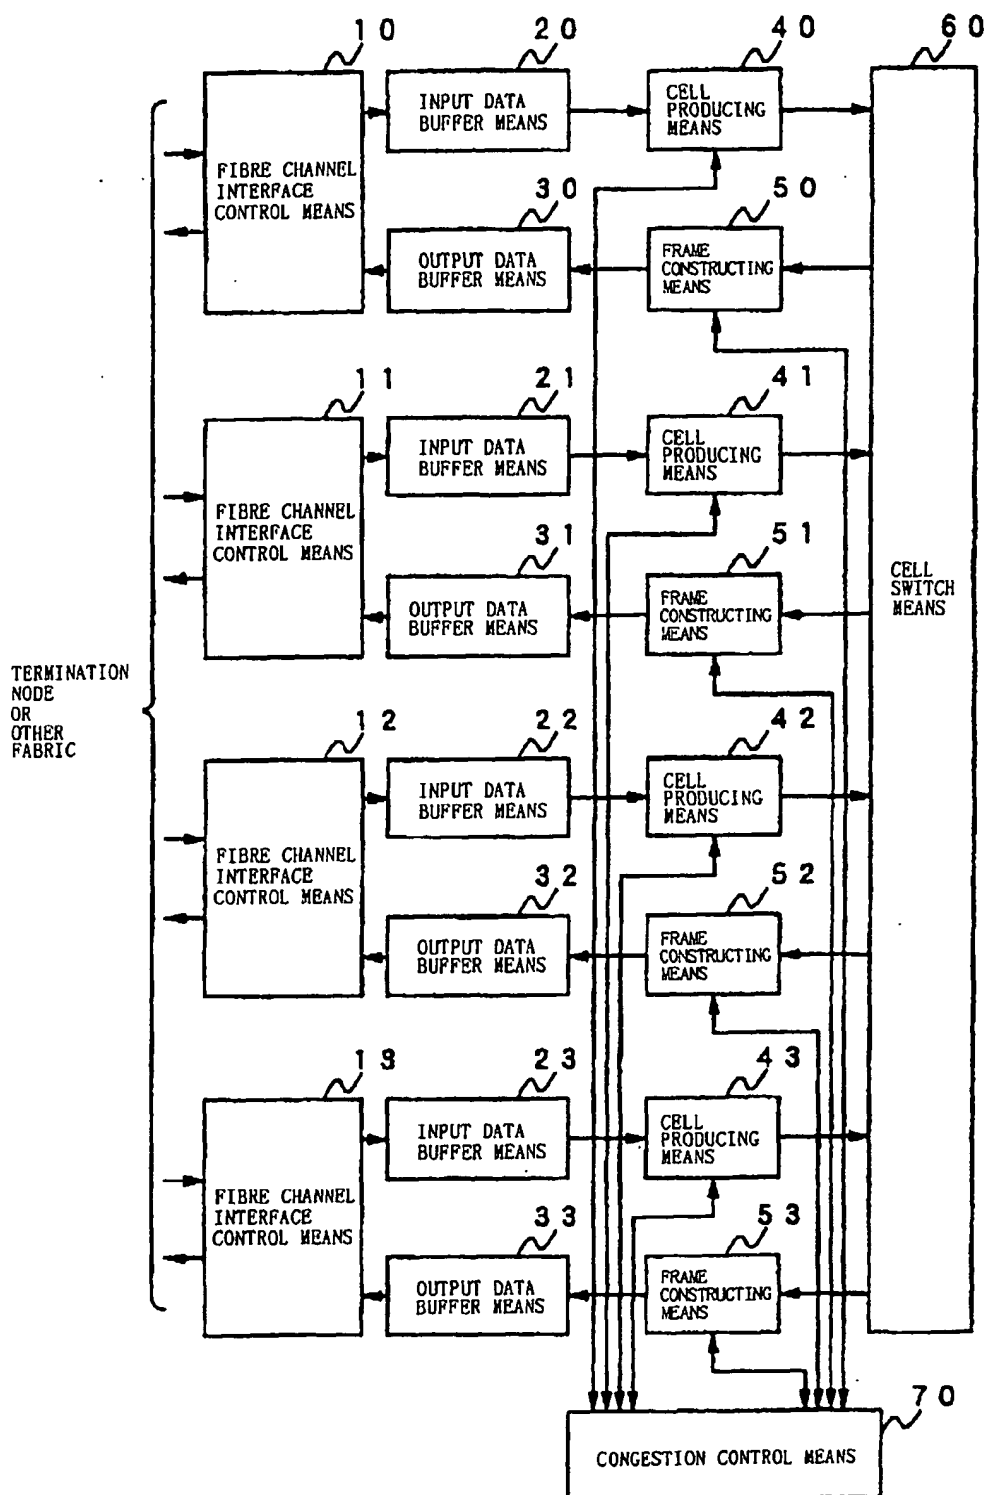 10 20 40 60
INPUT DATA
BUFFER MEANS
CELL
PRODUCING
MEANS
FIBRE CHANNEL
INTERFACE
CONTROL MEANS
30 50
OUTPUT DATA
BUFFER MEANS
FRAME
CONSTRUCTING
MEANS
11 21 41
INPUT DATA
BUFFER MEANS
CELL
PRODUCING
MEANS
FIBRE CHANNEL
INTERFACE
CONTROL MEANS
31 51
OUTPUT DATA
BUFFER MEANS
FRAME
CONSTRUCTING
MEANS
CELL
SWITCH
MEANS
TERMINATION
NODE
OR
OTHER
FABRIC
12 22 42
INPUT DATA
BUFFER MEANS
CELL
PRODUCING
MEANS
FIBRE CHANNEL
INTERFACE
CONTROL MEANS
32 52
OUTPUT DATA
BUFFER MEANS
FRAME
CONSTRUCTING
MEANS
13 23 43
INPUT DATA
BUFFER MEANS
CELL
PRODUCING
MEANS
FIBRE CHANNEL
INTERFACE
CONTROL MEANS
33 53
OUTPUT DATA
BUFFER MEANS
FRAME
CONSTRUCTING
MEANS
70
CONGESTION CONTROL MEANS